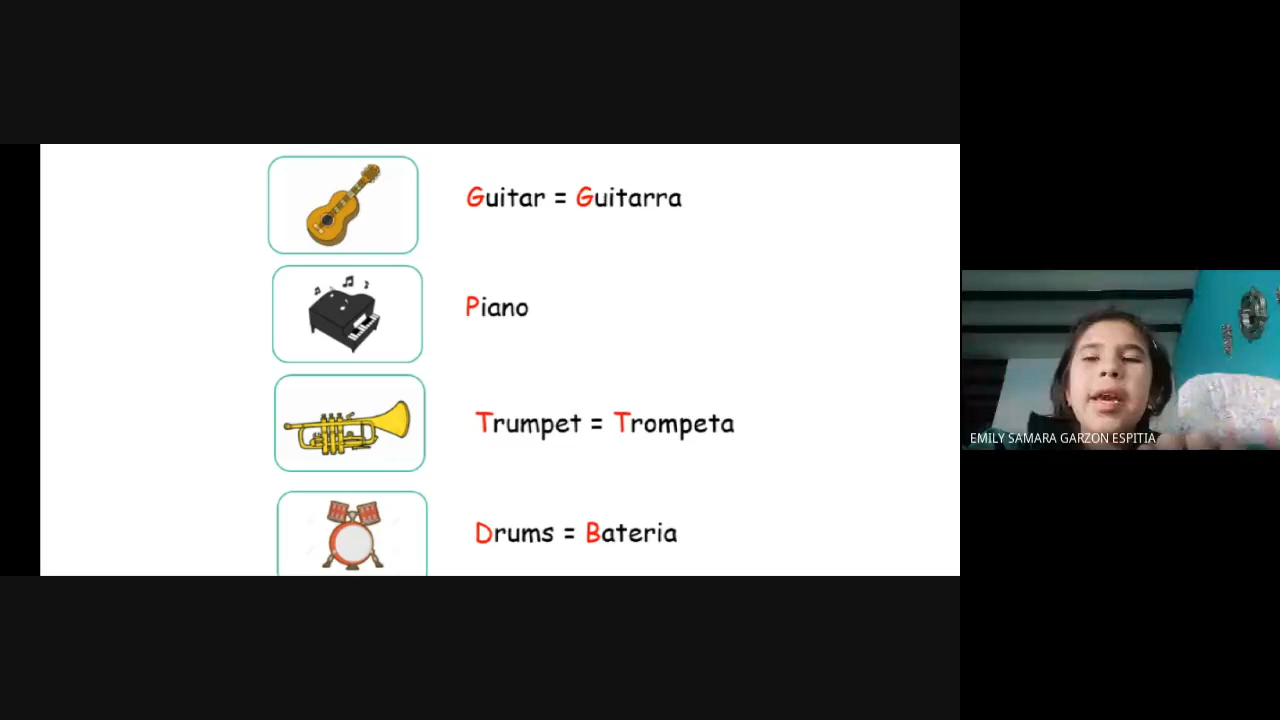 Guitar = Guitarra
Piano
Trumpet = Trompeta
Drums = Bateria
EMILY SAMARA GARZON ESPITIA